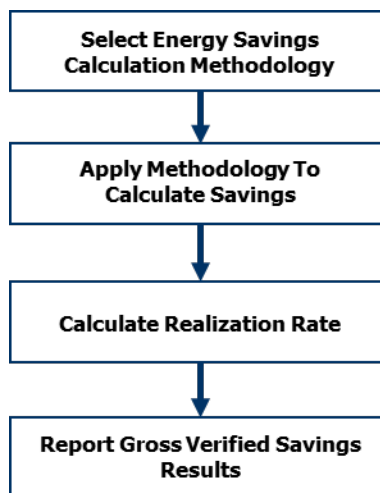 Select Energy Savings
Calculation Methodology
Apply Methodology To
Calculate Savings
Calculate Realization Rate
Report Gross Verified Savings
Results